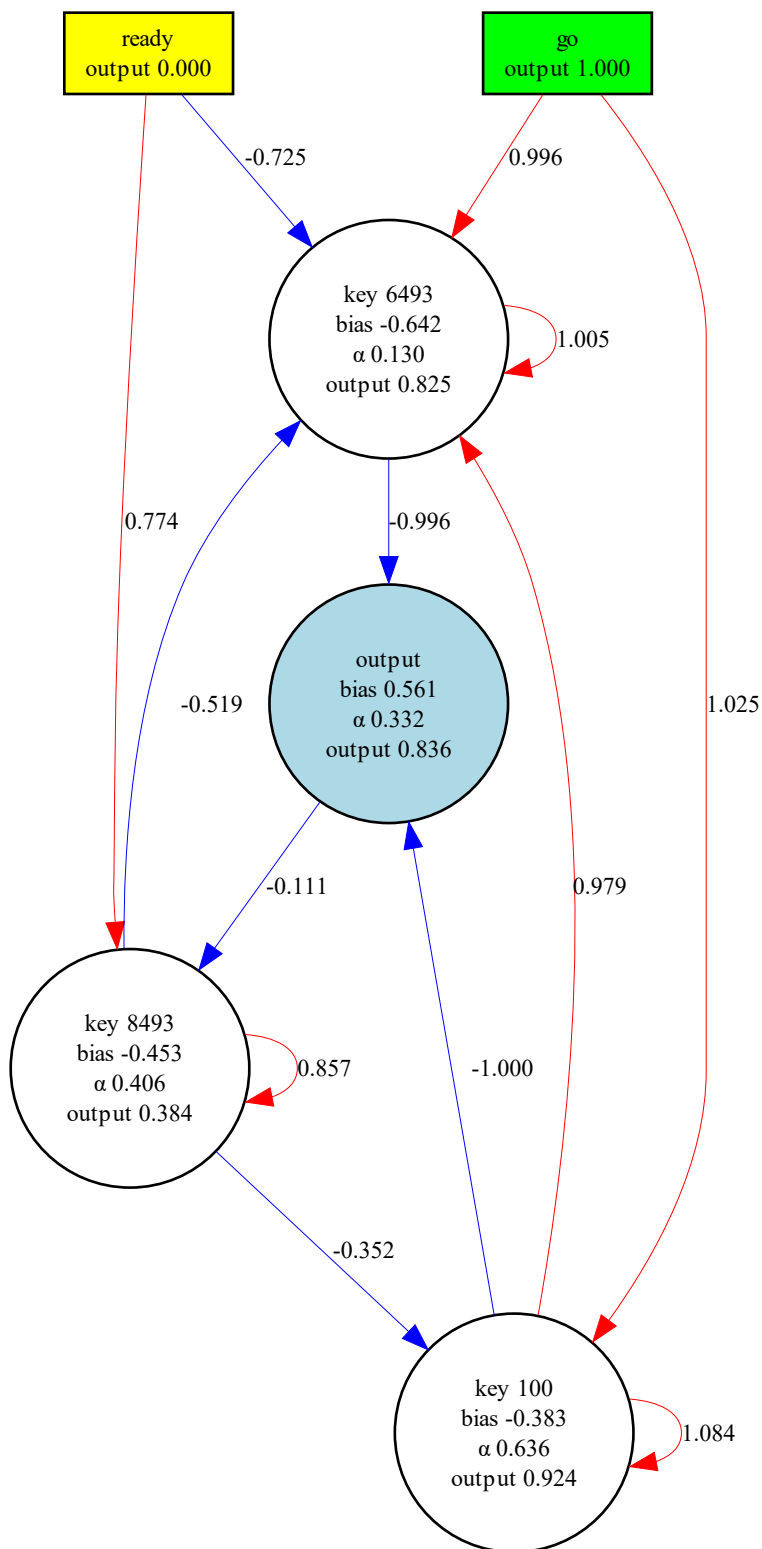 ready
output 0.000
go
output 1.000
-0.725
0.996
key 6493
bias -0.642
α 0.130
output 0.825
1.005
0.774
-0.996
output
bias 0.561
α 0.332
output 0.836
-0.519
1.025
-0.111
0.979
key 8493
bias -0.453
α 0.406
output 0.384
0.857
-1.000
-0.352
key 100
bias -0.383
α 0.636
output 0.924
1.084